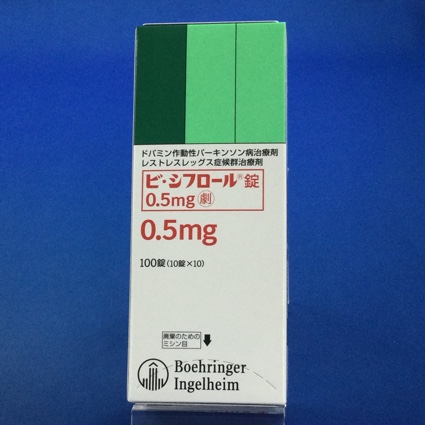 ドパミン作動性パーキンソン病治療剤
レストレスレッグス症候群治療剤
ビ・シフロール®錠
0.5mg 劇
0.5mg
100錠(10錠×10)
廃棄のための
ミシン目
Boehringer
Ingelheim